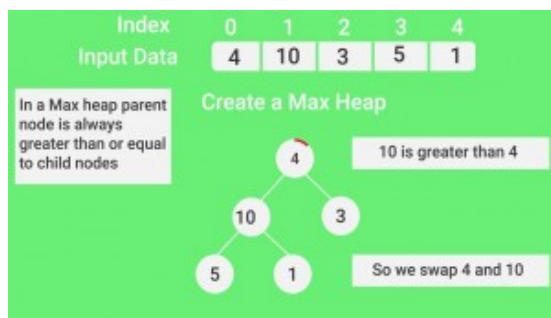 Index 0 1 2 3 4
Input Data 4 10 3 5 1
In a Max heap parent
node is always
greater than or equal
to child nodes
Create a Max Heap
4
10 is greater than 4
10 3
5 1
So we swap 4 and 10